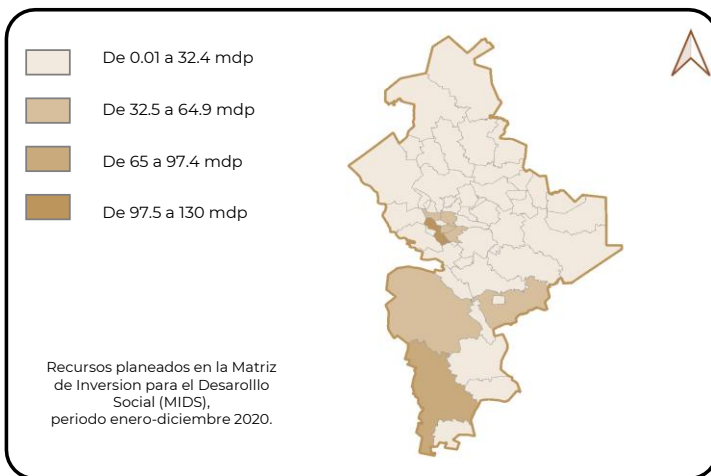 De 0.01 a 32.4 mdp
De 32.5 a 64.9 mdp
De 65 a 97.4 mdp
De 97.5 a 130 mdp
Recursos planeados en la Matriz
de Inversion para el Desarolllo
Social (MIDS),
periodo enero-diciembre 2020.